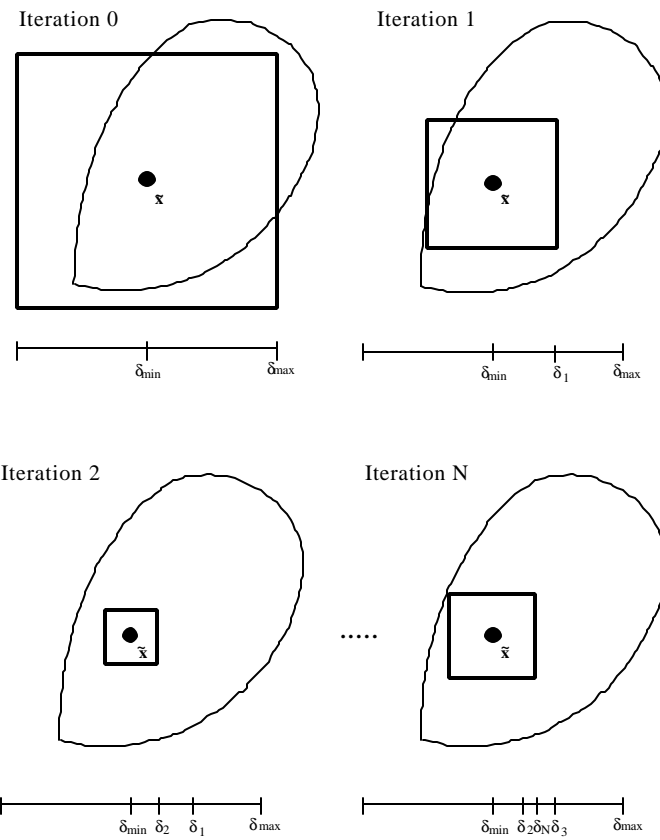 Iteration 0
x̃
δmin
δmax
Iteration 1
x̃
δmin
δ1
δmax
Iteration 2
x̃
δmin
δ2
δ1
δmax
.....
Iteration N
x̃
δmin
δ2
δN
δ3
δmax